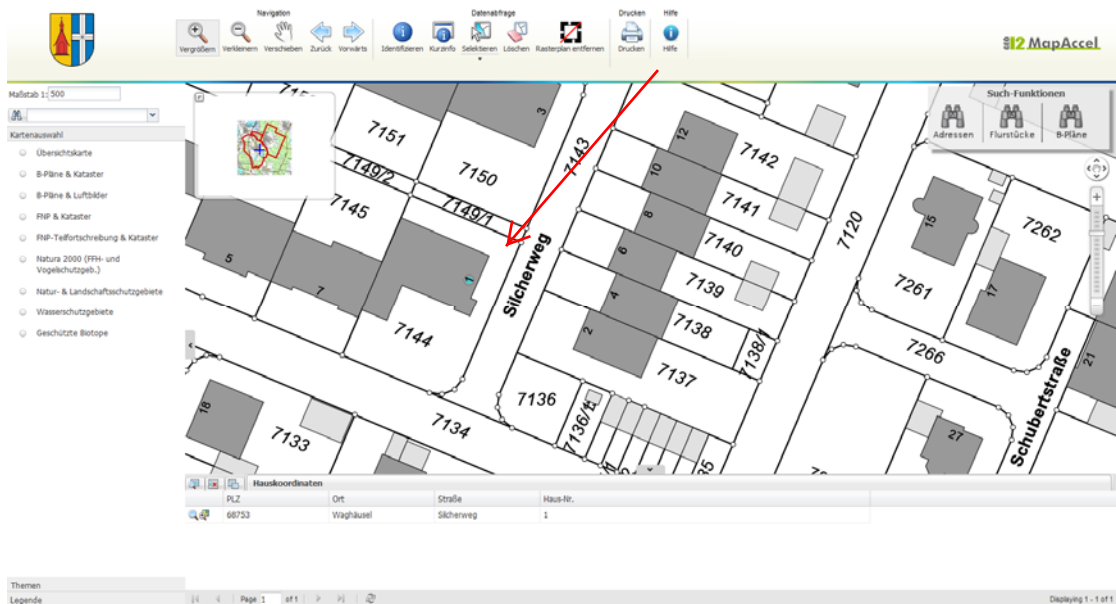 Navigation
Datenabfrage
Drucken
Hilfe
Vergrößern Verkleinern Verschieben Zurück Vorwärts Identifizieren Kurzinfo Selektieren Löschen Rasterplan entfernen Drucken Hilfe
MapAccel
Maßstab 1: 500
Kartenauswahl
Übersichtskarte
B-Pläne & Kataster
B-Pläne & Luftbilder
FNP & Kataster
FNP-Teilfortschreibung & Kataster
Natura 2000 (FFH- und
Vogelschutzgeb.)
Natur- & Landschaftsschutzgebiete
Wasserschutzgebiete
Geschützte Biotope
Such-Funktionen
Adressen Flurstücke B-Pläne
7151
3
7143
12
7142
7149/2
7150
10
7145
7149/1
8
7141
7120
15
7262
Silcherweg
6
7140
5
7
1
4
7139
7261
17
7144
2
7138
7138/1
7266
Schubertstraße
21
7137
18
7133
7134
7136
7136/1
27
Hauskoordinaten
PLZ Ort Straße Haus-Nr.
68753 Waghäusel Silcherweg 1
Themen
Legende
Page 1 of 1
Displaying 1 - 1 of 1